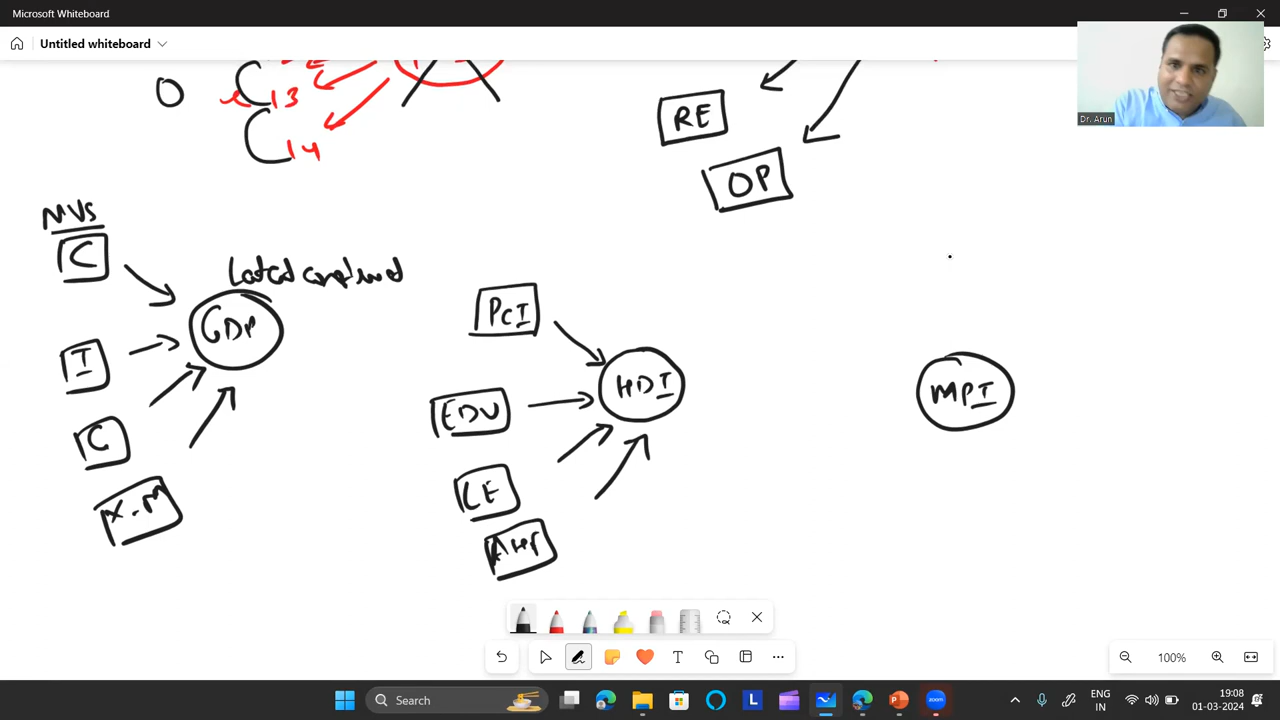 Microsoft Whiteboard
Untitled whiteboard
Dr. Arun
O
13
14
RE
OP
MVS
C
I
G
X-M
GDP
PCI
EDU
LE
HDI
MPI
100%
Search
ENG
IN
19:08
01-03-2024
zoom